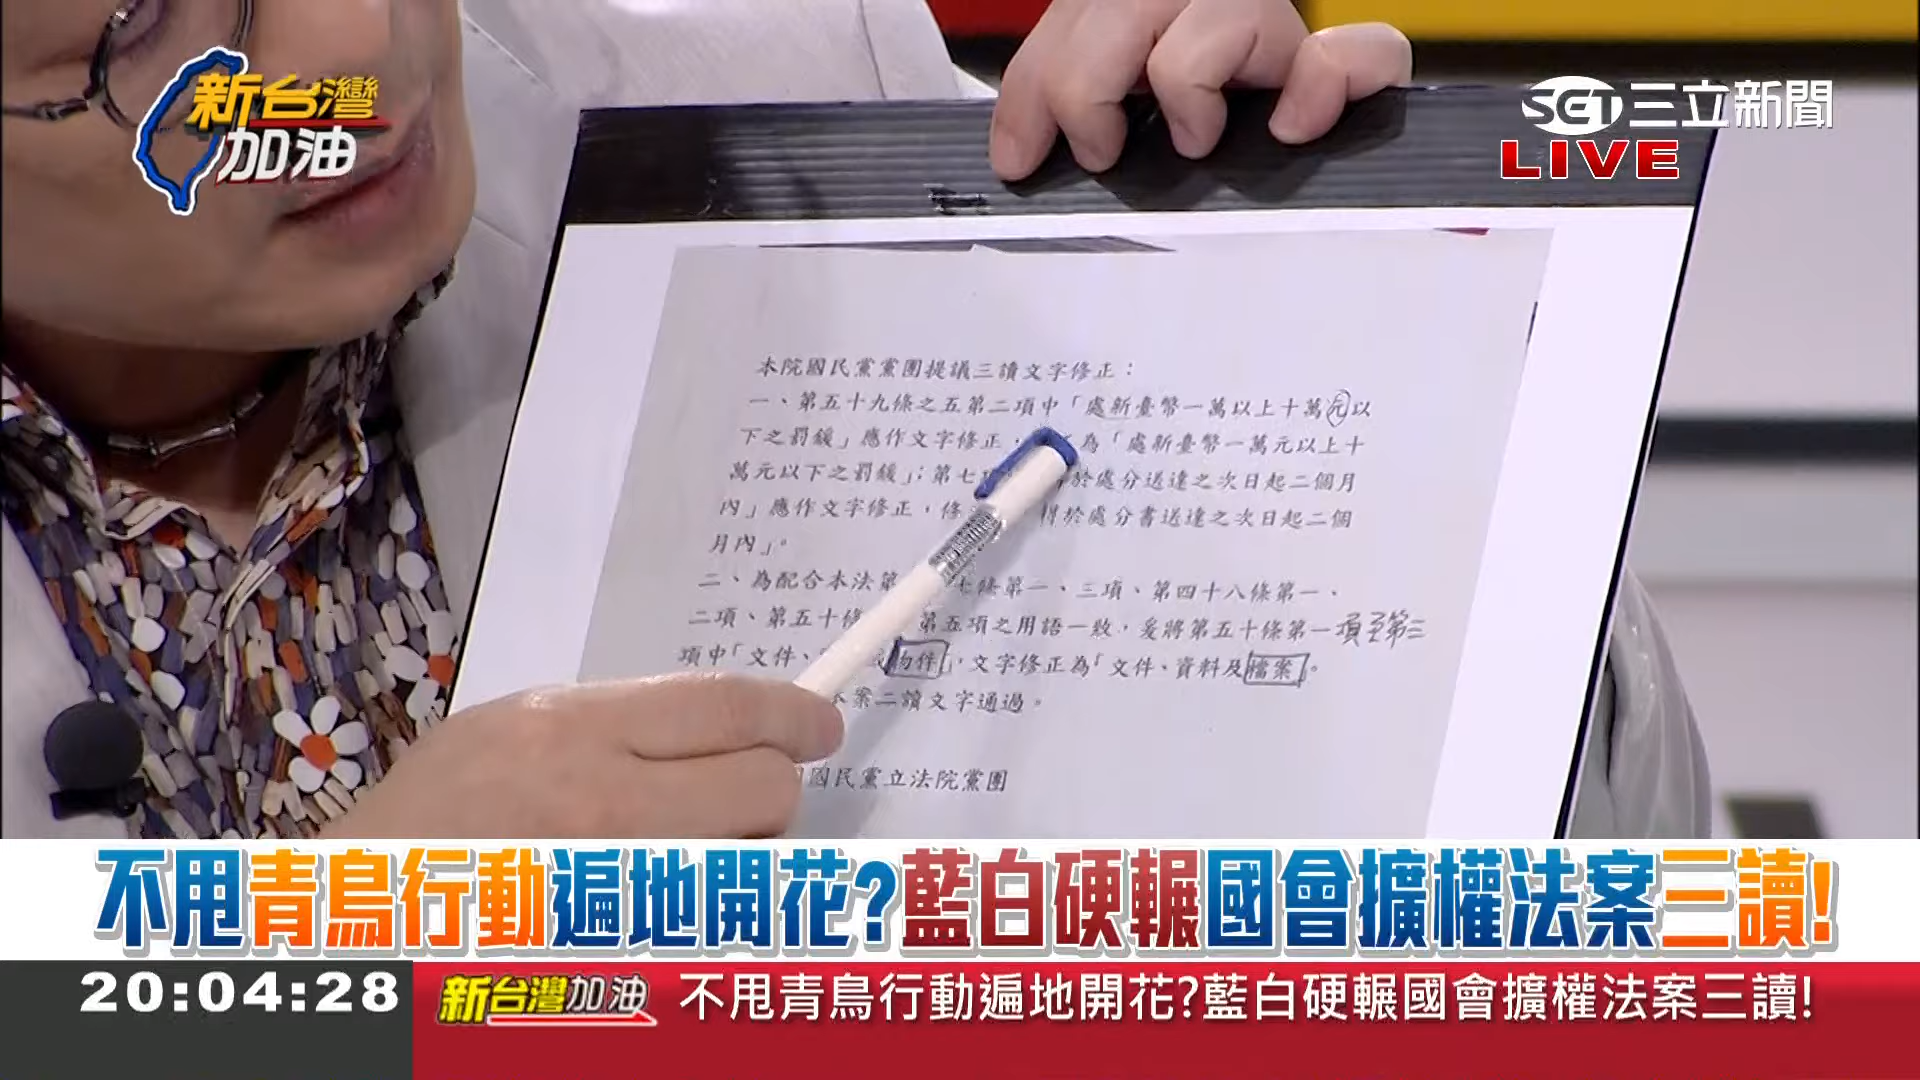 新台灣
加油
SET三立新聞
LIVE
本院國民黨黨團提議三讀文字修正：
一、第五十九條之五第二項中「處新臺幣一萬以上十萬元以
下之罰鍰」應作文字修正， 為「處新臺幣一萬元以上十
萬元以下之罰鍰」；第七項 於處分送達之次日起二個月
內」應作文字修正，修 得於處分書送達之次日起二個
月內」。
二、為配合本法第 條第一、三項、第四十八條第一、
二項、第五十條 第五項之用語一致，爰將第五十條第一項至第三
項中「文件、 物件」，文字修正為「文件、資料及檔案」。
本案二讀文字通過。
國民黨立法院黨團
不甩青鳥行動遍地開花?藍白硬輾國會擴權法案三讀!
20:04:28
新台灣加油 不甩青鳥行動遍地開花?藍白硬輾國會擴權法案三讀!